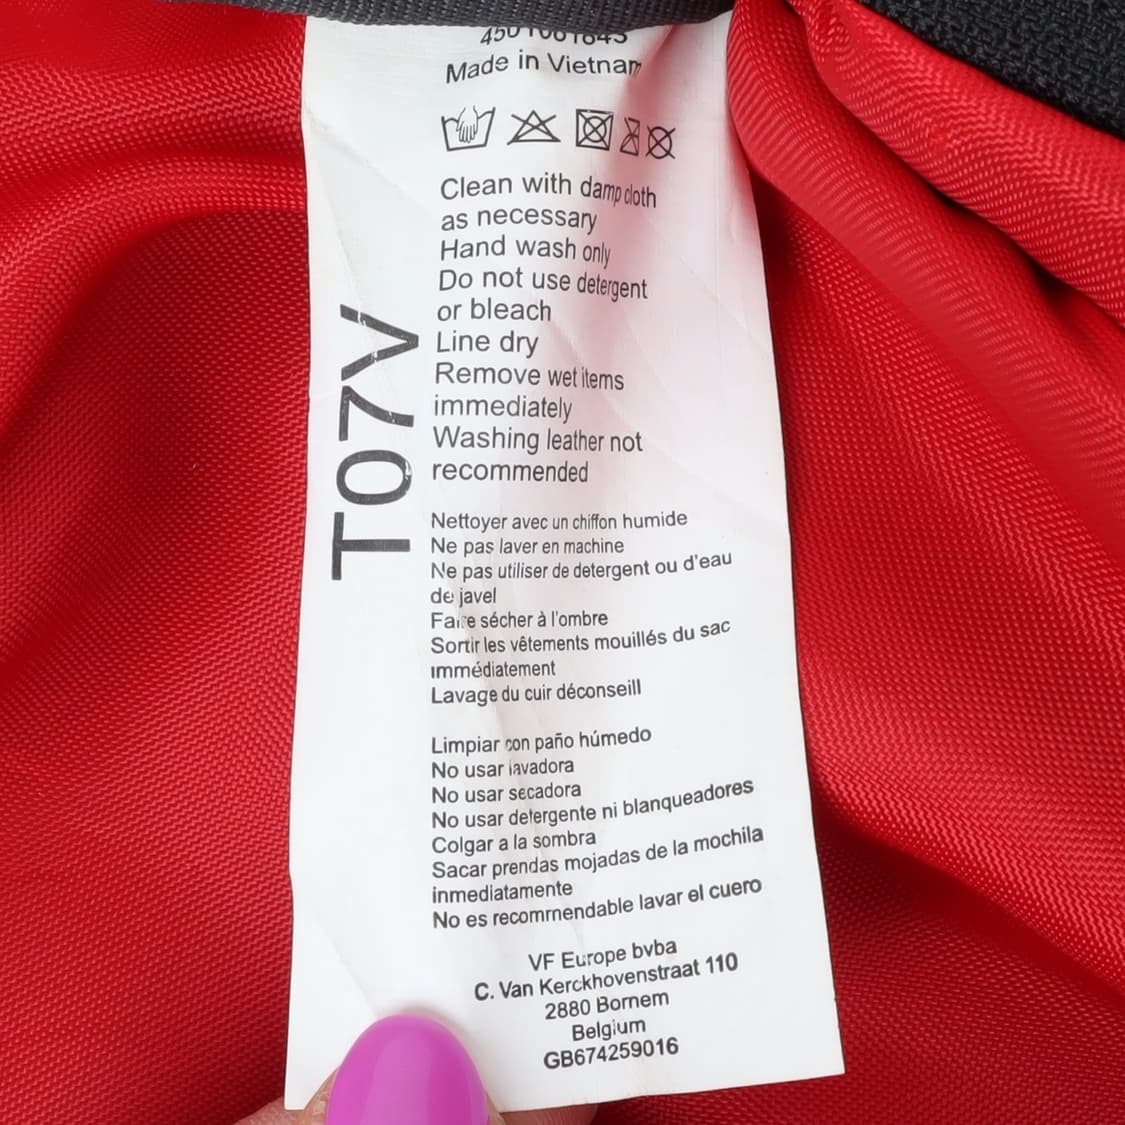 Made in Vietnam
Clean with damp cloth
as necessary
Hand wash only
Do not use detergent
or bleach
Line dry
Remove wet items
immediately
Washing leather not
recommended
T07V
Nettoyer avec un chiffon humide
Ne pas laver en machine
Ne pas utiliser de detergent ou d'eau
de javel
Faire sécher à l'ombre
Sortir les vêtements mouillés du sac
immédiatement
Lavage du cuir déconseill
Limpiar con paño húmedo
No usar lavadora
No usar secadora
No usar detergente ni blanqueadores
Colgar a la sombra
Sacar prendas mojadas de la mochila
inmediatamente
No es recomrnendable lavar el cuero
VF Europe bvba
C. Van Kerckhovenstraat 110
2880 Bornem
Belgium
GB674259016